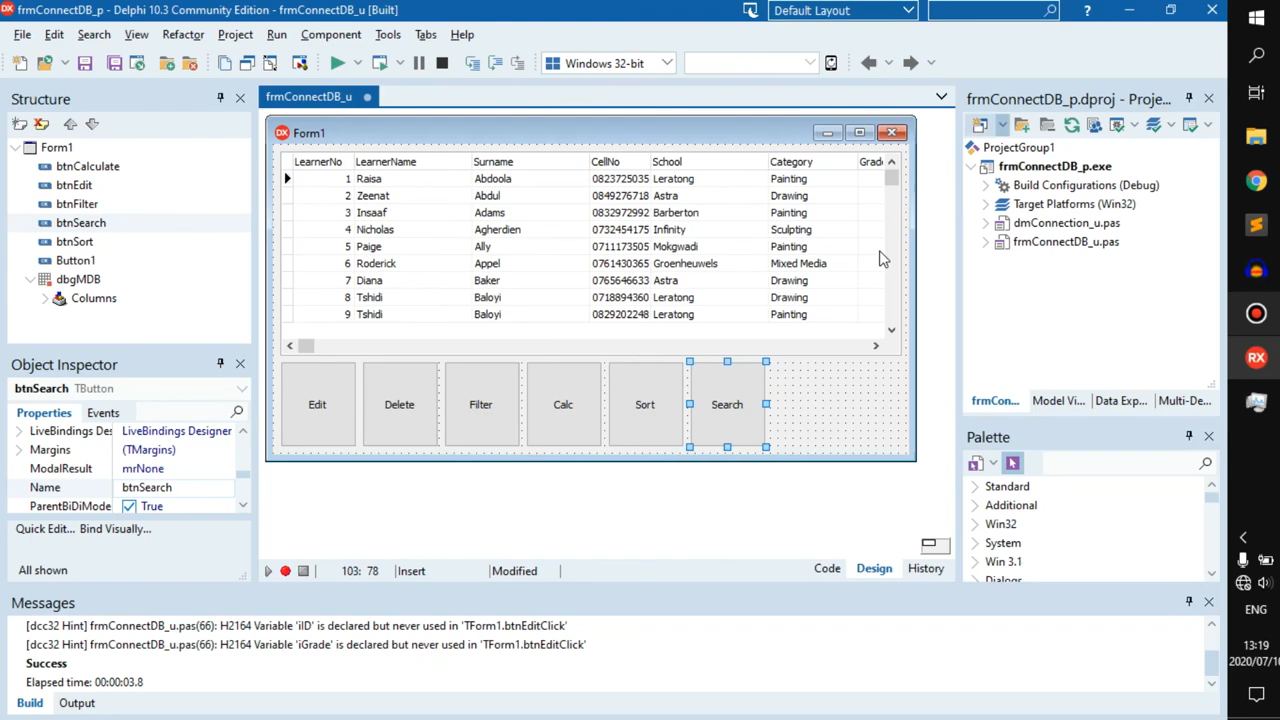 frmConnectDB_p - Delphi 10.3 Community Edition - frmConnectDB_u [Built]
Default Layout
?
File Edit Search View Refactor Project Run Component Tools Tabs Help
Windows 32-bit
Structure
Form1
btnCalculate
btnEdit
btnFilter
btnSearch
btnSort
Button1
dbgMDB
Columns
Object Inspector
btnSearch TButton
Properties Events
LiveBindings Des LiveBindings Designer
Margins (TMargins)
ModalResult mrNone
Name btnSearch
ParentBiDiMode True
Quick Edit... Bind Visually...
All shown
frmConnectDB_u
DX Form1
LearnerNo LearnerName Surname CellNo School Category Grade
1 Raisa Abdoola 0823725035 Leratong Painting
2 Zeenat Abdul 0849276718 Astra Drawing
3 Insaaf Adams 0832972992 Barberton Painting
4 Nicholas Agherdien 0732454175 Infinity Sculpting
5 Paige Ally 0711173505 Mokgwadi Painting
6 Roderick Appel 0761430365 Groenheuwels Mixed Media
7 Diana Baker 0765646633 Astra Drawing
8 Tshidi Baloyi 0718894360 Leratong Drawing
9 Tshidi Baloyi 0829202248 Leratong Painting
Edit Delete Filter Calc Sort Search
103: 78 Insert Modified
Code Design History
frmConnectDB_p.dproj - Proje...
ProjectGroup1
frmConnectDB_p.exe
Build Configurations (Debug)
Target Platforms (Win32)
dmConnection_u.pas
frmConnectDB_u.pas
frmCon... Model Vi... Data Exp... Multi-De...
Palette
Standard
Additional
Win32
System
Win 3.1
Dialogs
Messages
[dcc32 Hint] frmConnectDB_u.pas(66): H2164 Variable 'iID' is declared but never used in 'TForm1.btnEditClick'
[dcc32 Hint] frmConnectDB_u.pas(66): H2164 Variable 'iGrade' is declared but never used in 'TForm1.btnEditClick'
Success
Elapsed time: 00:00:03.8
Build Output
RX
ENG
13:19